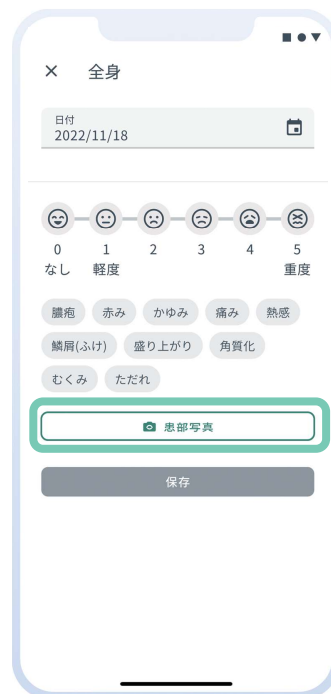 全身
日付
2022/11/18
0 1 2 3 4 5
なし 軽度 重度
膿疱 赤み かゆみ 痛み 熱感
鱗屑(ふけ) 盛り上がり 角質化
むくみ ただれ
患部写真
保存